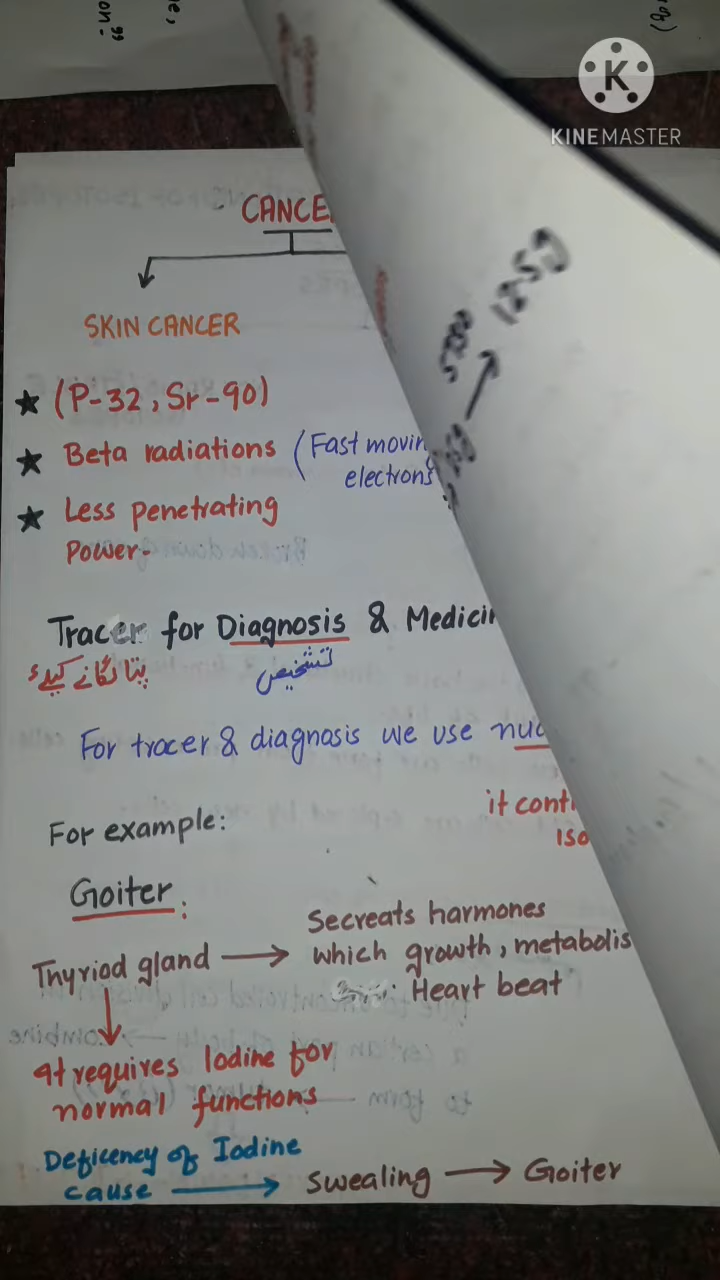 KINEMASTER
CANCE
SKIN CANCER
(P-32, Sr-90)
Beta radiations (Fast movin
electrons
Less penetrating
Power-
Tracer for Diagnosis & Medicin
پتا لگانے کیلئے تشخیص
For tracer & diagnosis we use nuc
it conti
iso
For example:
Goiter:
Secreats harmones
Thyriod gland → which growth, metabolis
Heart beat
It requires Iodine for
normal functions
Deficency of Iodine
cause → Swealing → Goiter